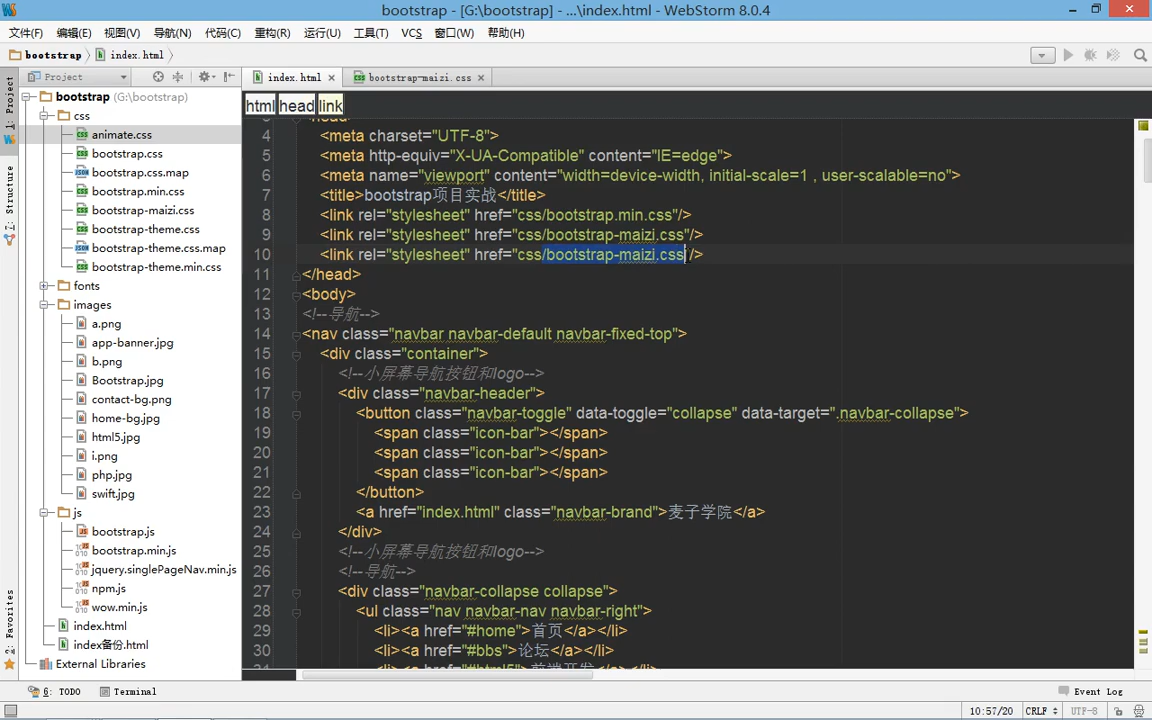 bootstrap - [G:\bootstrap] - ...\index.html - WebStorm 8.0.4
文件(F) 编辑(E) 视图(V) 导航(N) 代码(C) 重构(R) 运行(U) 工具(T) VCS 窗口(W) 帮助(H)
bootstrap index.html
1: Project
7: Structure
2: Favorites
Project
index.html bootstrap-maizi.css
bootstrap (G:\bootstrap)
css
animate.css
bootstrap.css
bootstrap.css.map
bootstrap.min.css
bootstrap-maizi.css
bootstrap-theme.css
bootstrap-theme.css.map
bootstrap-theme.min.css
fonts
images
a.png
app-banner.jpg
b.png
Bootstrap.jpg
contact-bg.png
home-bg.jpg
html5.jpg
i.png
php.jpg
swift.jpg
js
bootstrap.js
bootstrap.min.js
jquery.singlePageNav.min.js
npm.js
wow.min.js
index.html
index备份.html
External Libraries
html head link
4 <meta charset="UTF-8">
5 <meta http-equiv="X-UA-Compatible" content="IE=edge">
6 <meta name="viewport" content="width=device-width, initial-scale=1 , user-scalable=no">
7 <title>bootstrap项目实战</title>
8 <link rel="stylesheet" href="css/bootstrap.min.css"/>
9 <link rel="stylesheet" href="css/bootstrap-maizi.css"/>
10 <link rel="stylesheet" href="css/bootstrap-maizi.css"/>
11 </head>
12 <body>
13 <!--导航-->
14 <nav class="navbar navbar-default navbar-fixed-top">
15 <div class="container">
16 <!--小屏幕导航按钮和logo-->
17 <div class="navbar-header">
18 <button class="navbar-toggle" data-toggle="collapse" data-target=".navbar-collapse">
19 <span class="icon-bar"></span>
20 <span class="icon-bar"></span>
21 <span class="icon-bar"></span>
22 </button>
23 <a href="index.html" class="navbar-brand">麦子学院</a>
24 </div>
25 <!--小屏幕导航按钮和logo-->
26 <!--导航-->
27 <div class="navbar-collapse collapse">
28 <ul class="nav navbar-nav navbar-right">
29 <li><a href="#home">首页</a></li>
30 <li><a href="#bbs">论坛</a></li>
<li><a href="#html5">前端开发</a></li>
6: TODO Terminal Event Log
10:57/20 CRLF UTF-8